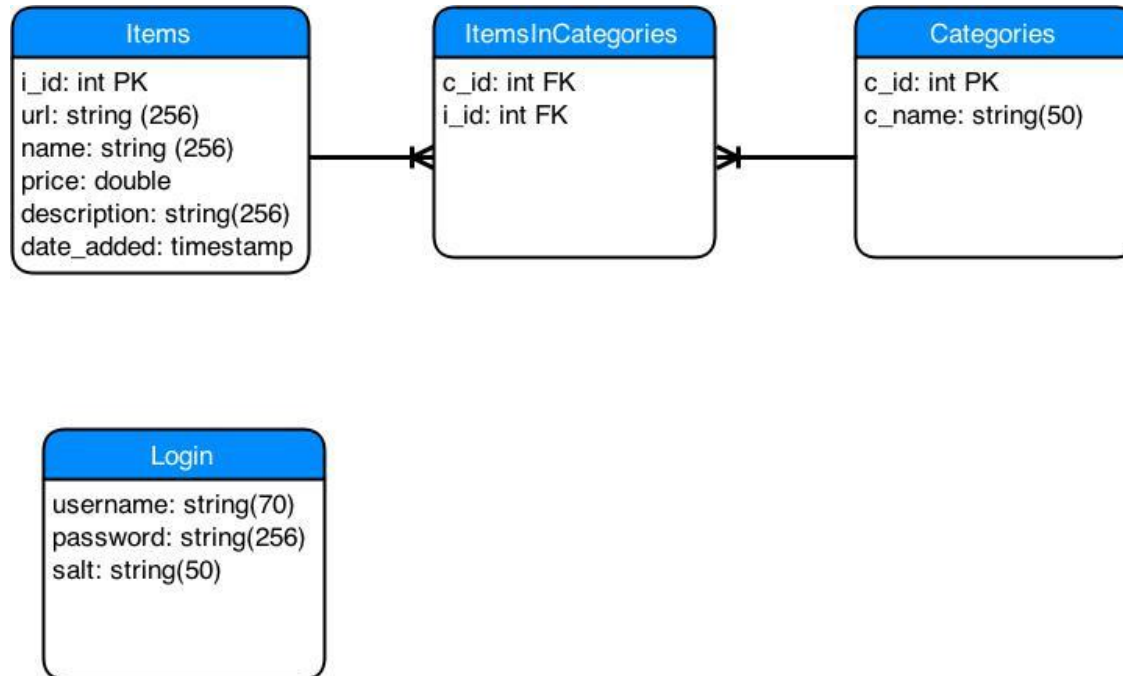 Items
i_id: int PK
url: string (256)
name: string (256)
price: double
description: string(256)
date_added: timestamp
ItemsInCategories
c_id: int FK
i_id: int FK
Categories
c_id: int PK
c_name: string(50)
Login
username: string(70)
password: string(256)
salt: string(50)